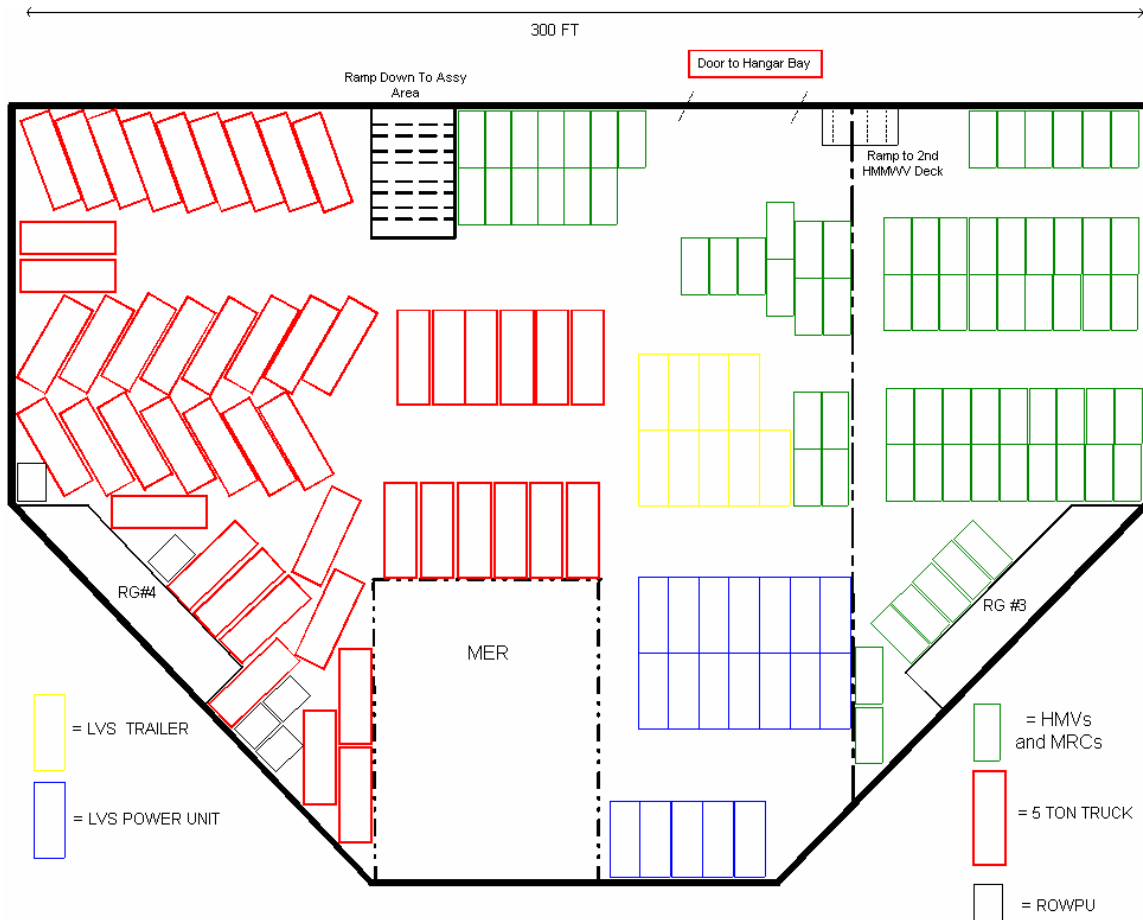 300 FT
Door to Hangar Bay
Ramp Down To Assy
Area
Ramp to 2nd
HMMWV Deck
RG#4
MER
RG #3
= LVS TRAILER
= LVS POWER UNIT
= HMVs
and MRCs
= 5 TON TRUCK
= ROWPU